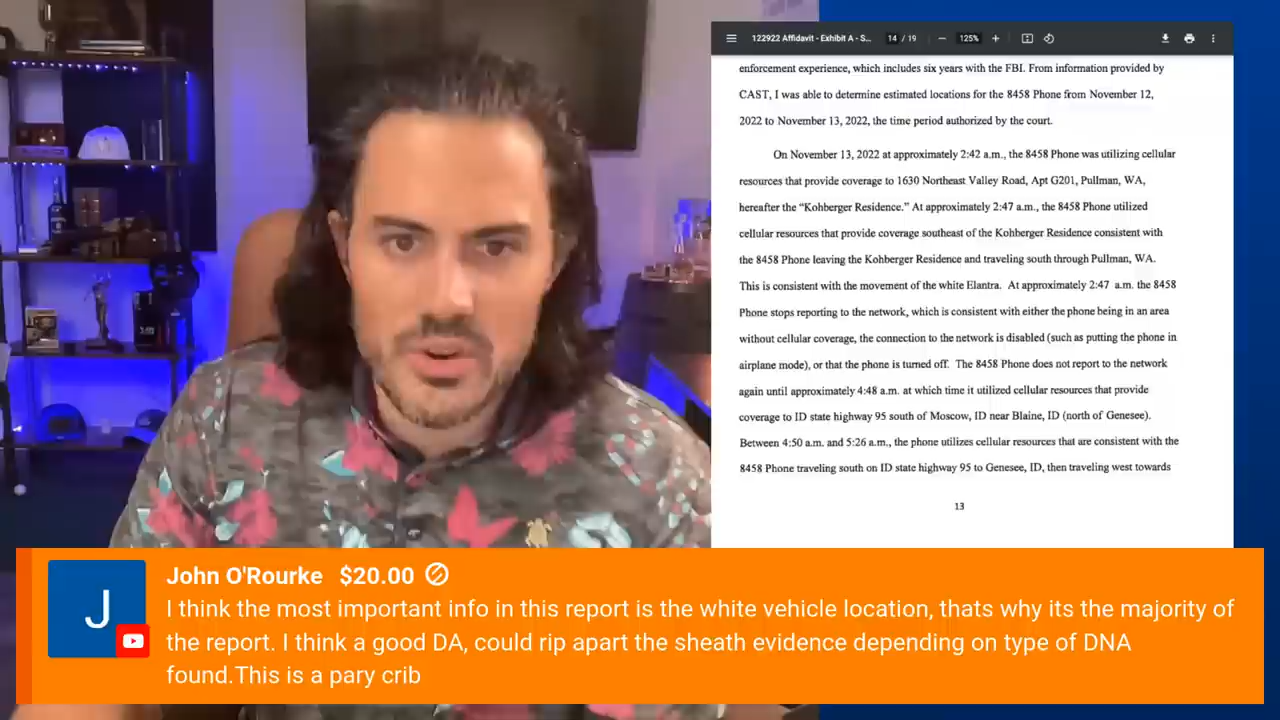 122922 Affidavit - Exhibit A - S...
14 / 19
125%
enforcement experience, which includes six years with the FBI. From information provided by
CAST, I was able to determine estimated locations for the 8458 Phone from November 12,
2022 to November 13, 2022, the time period authorized by the court.
On November 13, 2022 at approximately 2:42 a.m., the 8458 Phone was utilizing cellular
resources that provide coverage to 1630 Northeast Valley Road, Apt G201, Pullman, WA,
hereafter the “Kohberger Residence.” At approximately 2:47 a.m., the 8458 Phone utilized
cellular resources that provide coverage southeast of the Kohberger Residence consistent with
the 8458 Phone leaving the Kohberger Residence and traveling south through Pullman, WA.
This is consistent with the movement of the white Elantra. At approximately 2:47 a.m. the 8458
Phone stops reporting to the network, which is consistent with either the phone being in an area
without cellular coverage, the connection to the network is disabled (such as putting the phone in
airplane mode), or that the phone is turned off. The 8458 Phone does not report to the network
again until approximately 4:48 a.m. at which time it utilized cellular resources that provide
coverage to ID state highway 95 south of Moscow, ID near Blaine, ID (north of Genesee).
Between 4:50 a.m. and 5:26 a.m., the phone utilizes cellular resources that are consistent with the
8458 Phone traveling south on ID state highway 95 to Genesee, ID, then traveling west towards
13
J
John O'Rourke $20.00
I think the most important info in this report is the white vehicle location, thats why its the majority of
the report. I think a good DA, could rip apart the sheath evidence depending on type of DNA
found.This is a pary crib